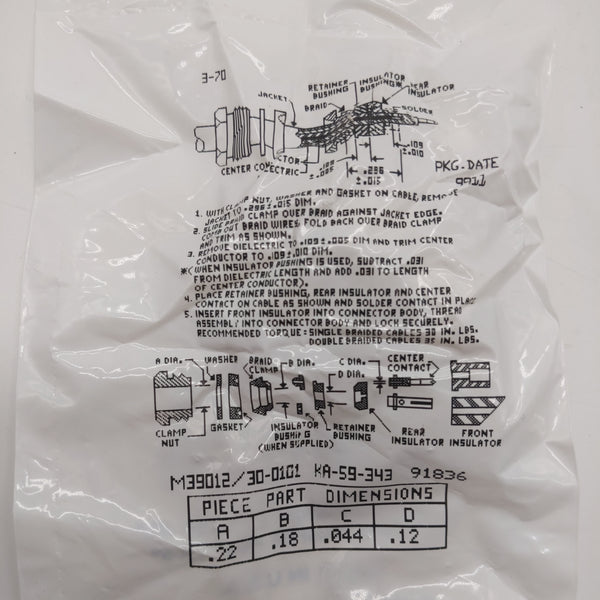 3-70
JACKET
RETAINER BUSHING
INSULATOR BUSHING*
REAR INSULATOR
BRAID
SOLDER
.109 ±.010
.109 ±.005
.296 ±.015
CENTER CONDUCTOR
PKG. DATE
9911
1. WITH CLAMP NUT, WASHER AND GASKET ON CABLE, REMOVE
JACKET TO .296 ± .015 DIM.
2. SLIDE BRAID CLAMP OVER BRAID AGAINST JACKET EDGE.
COMB OUT BRAID WIRES, FOLD BACK OVER BRAID CLAMP
AND TRIM AS SHOWN.
3. REMOVE DIELECTRIC TO .109 ± .005 DIM AND TRIM CENTER
CONDUCTOR TO .109 ± .010 DIM.
*(WHEN INSULATOR BUSHING IS USED, SUBTRACT .031
FROM DIELECTRIC LENGTH AND ADD .031 TO LENGTH
OF CENTER CONDUCTOR).
4. PLACE RETAINER BUSHING, REAR INSULATOR AND CENTER
CONTACT ON CABLE AS SHOWN AND SOLDER CONTACT IN PLACE
5. INSERT FRONT INSULATOR INTO CONNECTOR BODY, THREAD
ASSEMBLY INTO CONNECTOR BODY AND LOCK SECURELY.
RECOMMENDED TORQUE: SINGLE BRAIDED CABLES 30 IN. LBS.
DOUBLE BRAIDED CABLES 35 IN. LBS.
A DIA.
WASHER
BRAID CLAMP
B DIA.
C DIA.
D DIA.
CENTER CONTACT
CLAMP NUT
GASKET
INSULATOR BUSHING (WHEN SUPPLIED)
RETAINER BUSHING
REAR INSULATOR
FRONT INSULATOR
M39012/30-0101 KA-59-343 91836
PIECE PART DIMENSIONS
A B C D
.22 .18 .044 .12